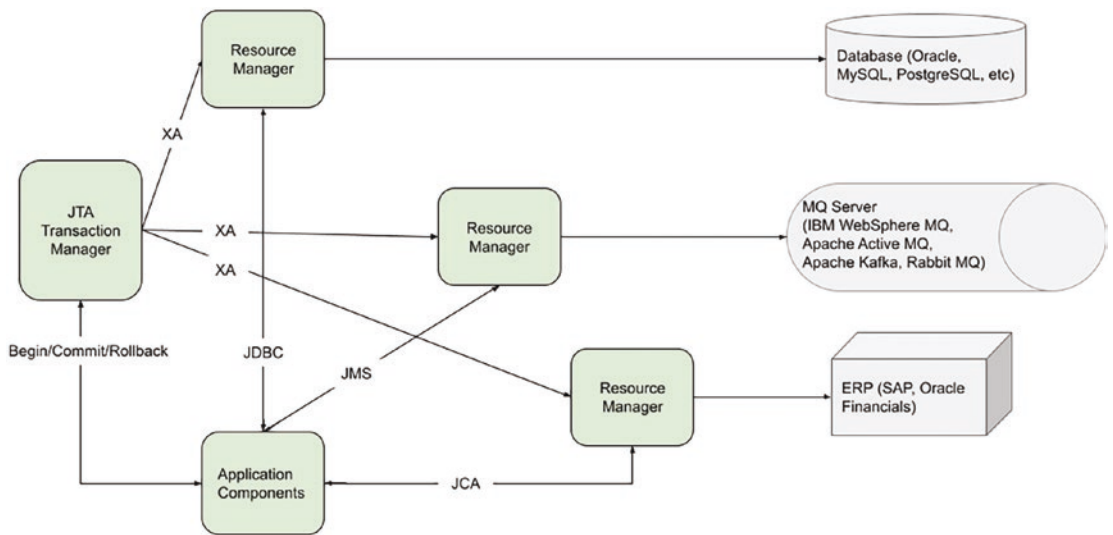 Resource
Manager
Database (Oracle,
MySQL, PostgreSQL, etc)
XA
JTA
Transaction
Manager
XA
XA
Resource
Manager
MQ Server
(IBM WebSphere MQ,
Apache Active MQ,
Apache Kafka, Rabbit MQ)
Begin/Commit/Rollback
JDBC
JMS
Resource
Manager
ERP (SAP, Oracle
Financials)
Application
Components
JCA